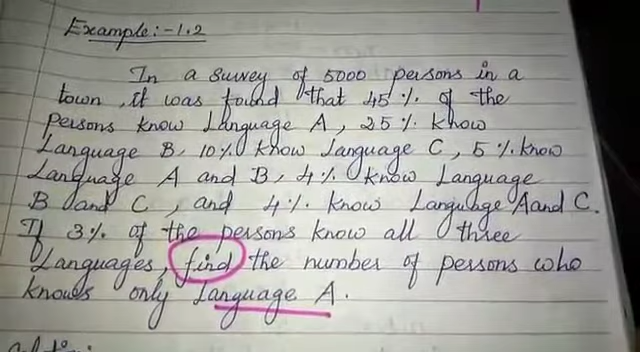 Example:-1.2
In a survey of 5000 persons in a
town, it was found that 45% of the
persons know Language A, 25% know
Language B, 10% know Language C, 5% know
Language A and B, 4% know Language
B and C, and 4% know Language A and C.
If 3% of the persons know all three
Languages, find the number of persons who
knows only Language A.